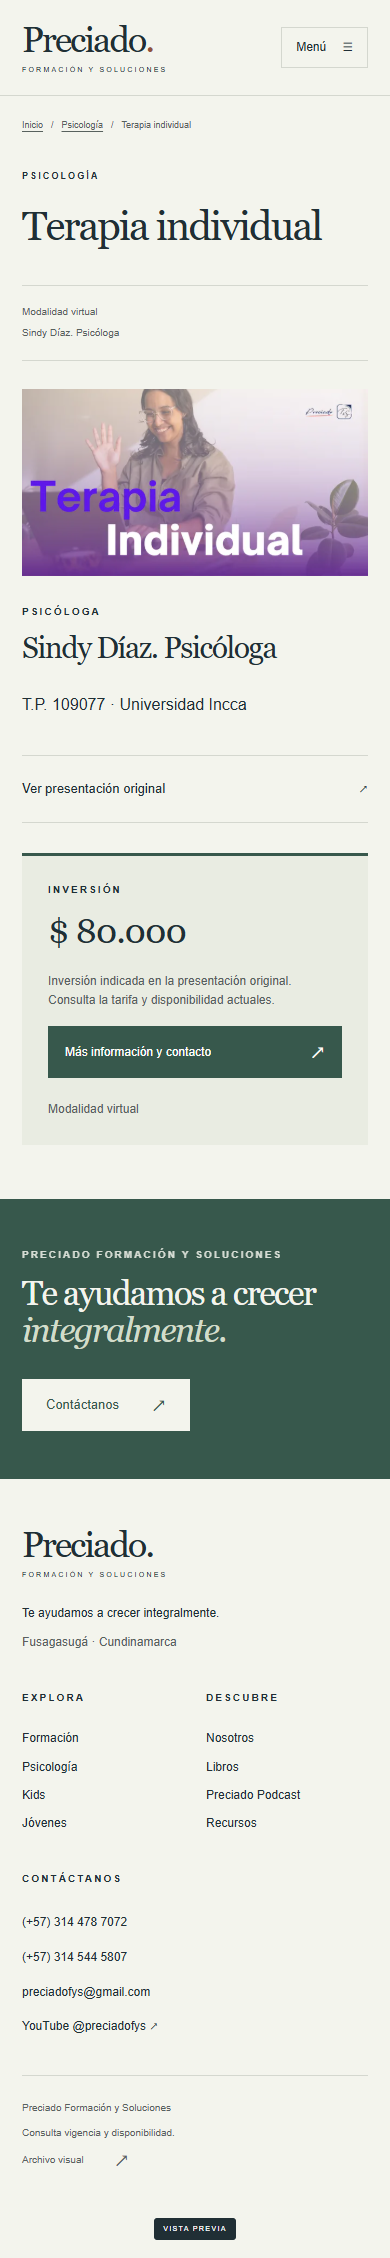 Preciado.
FORMACIÓN Y SOLUCIONES
Menú ☰
Inicio / Psicología / Terapia individual
PSICOLOGÍA
Terapia individual
Modalidad virtual
Sindy Díaz. Psicóloga
Preciado
Terapia
Individual
PSICÓLOGA
Sindy Díaz. Psicóloga
T.P. 109077 · Universidad Incca
Ver presentación original ↗
INVERSIÓN
$ 80.000
Inversión indicada en la presentación original.
Consulta la tarifa y disponibilidad actuales.
Más información y contacto ↗
Modalidad virtual
PRECIADO FORMACIÓN Y SOLUCIONES
Te ayudamos a crecer
integralmente.
Contáctanos ↗
Preciado.
FORMACIÓN Y SOLUCIONES
Te ayudamos a crecer integralmente.
Fusagasugá · Cundinamarca
EXPLORA
Formación
Psicología
Kids
Jóvenes
DESCUBRE
Nosotros
Libros
Preciado Podcast
Recursos
CONTÁCTANOS
(+57) 314 478 7072
(+57) 314 544 5807
preciadofys@gmail.com
YouTube @preciadofys ↗
Preciado Formación y Soluciones
Consulta vigencia y disponibilidad.
Archivo visual ↗
VISTA PREVIA